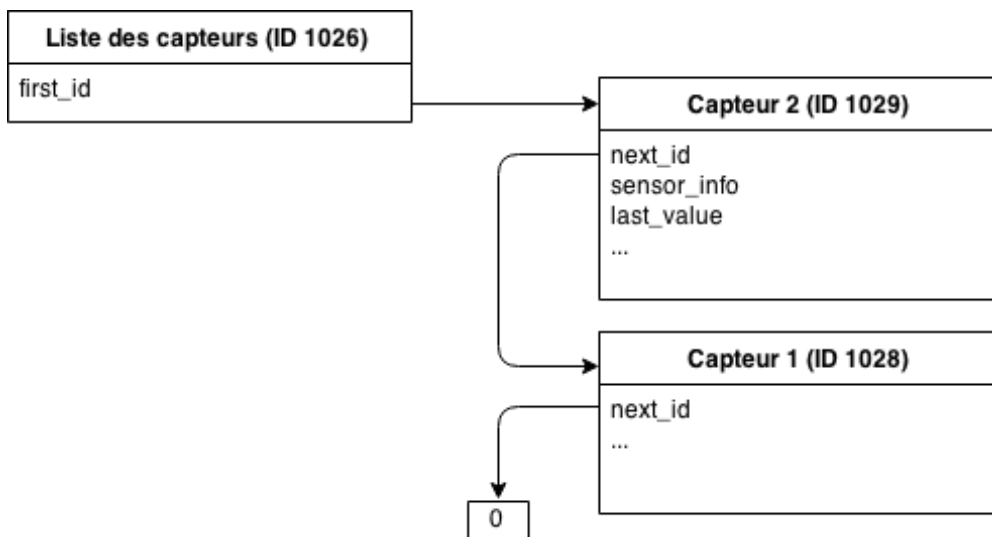 Liste des capteurs (ID 1026)
first_id
Capteur 2 (ID 1029)
next_id
sensor_info
last_value
...
Capteur 1 (ID 1028)
next_id
...
0